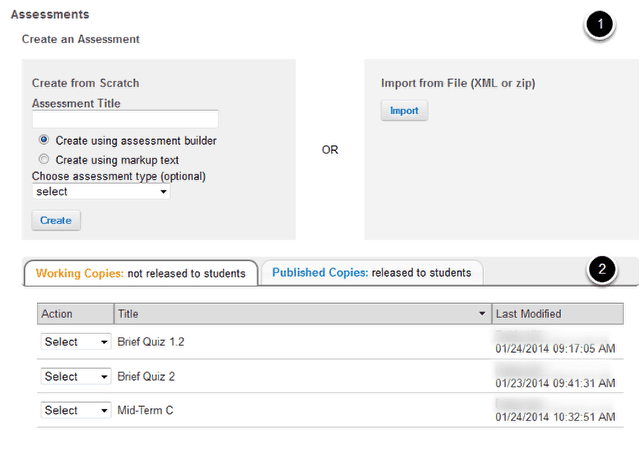 Assessments
1
Create an Assessment
Create from Scratch
Assessment Title
Create using assessment builder
Create using markup text
Choose assessment type (optional)
select
Create
OR
Import from File (XML or zip)
Import
Working Copies: not released to students
Published Copies: released to students
2
Action Title Last Modified
Select Brief Quiz 1.2
01/24/2014 09:17:05 AM
Select Brief Quiz 2
01/23/2014 09:41:31 AM
Select Mid-Term C
01/24/2014 10:32:51 AM